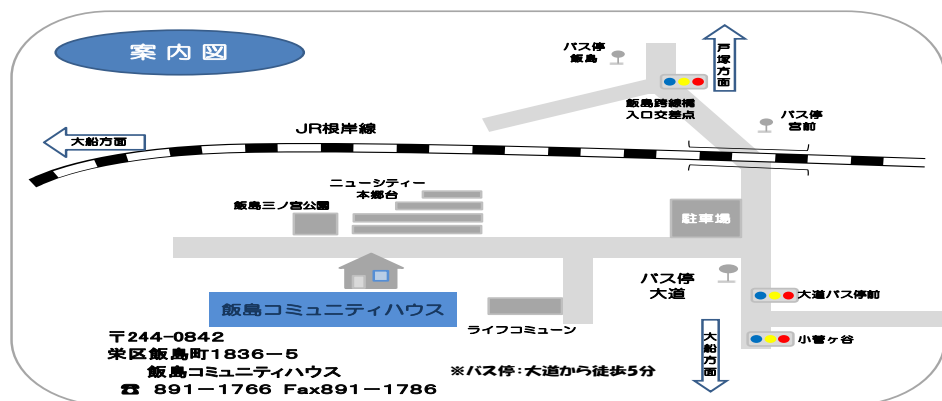 案内図
バス停
飯島
戸塚方面
飯島跨線橋
入口交差点
バス停
宮前
JR根岸線
大船方面
ニューシティー
本郷台
飯島三ノ宮公園
駐車場
バス停
大道
大道バス停前
飯島コミュニティハウス
ライフコミューン
小菅ヶ谷
大船方面
〒244-0842
栄区飯島町1836-5
飯島コミュニティハウス
☎ 891-1766 Fax891-1786
※バス停:大道から徒歩5分